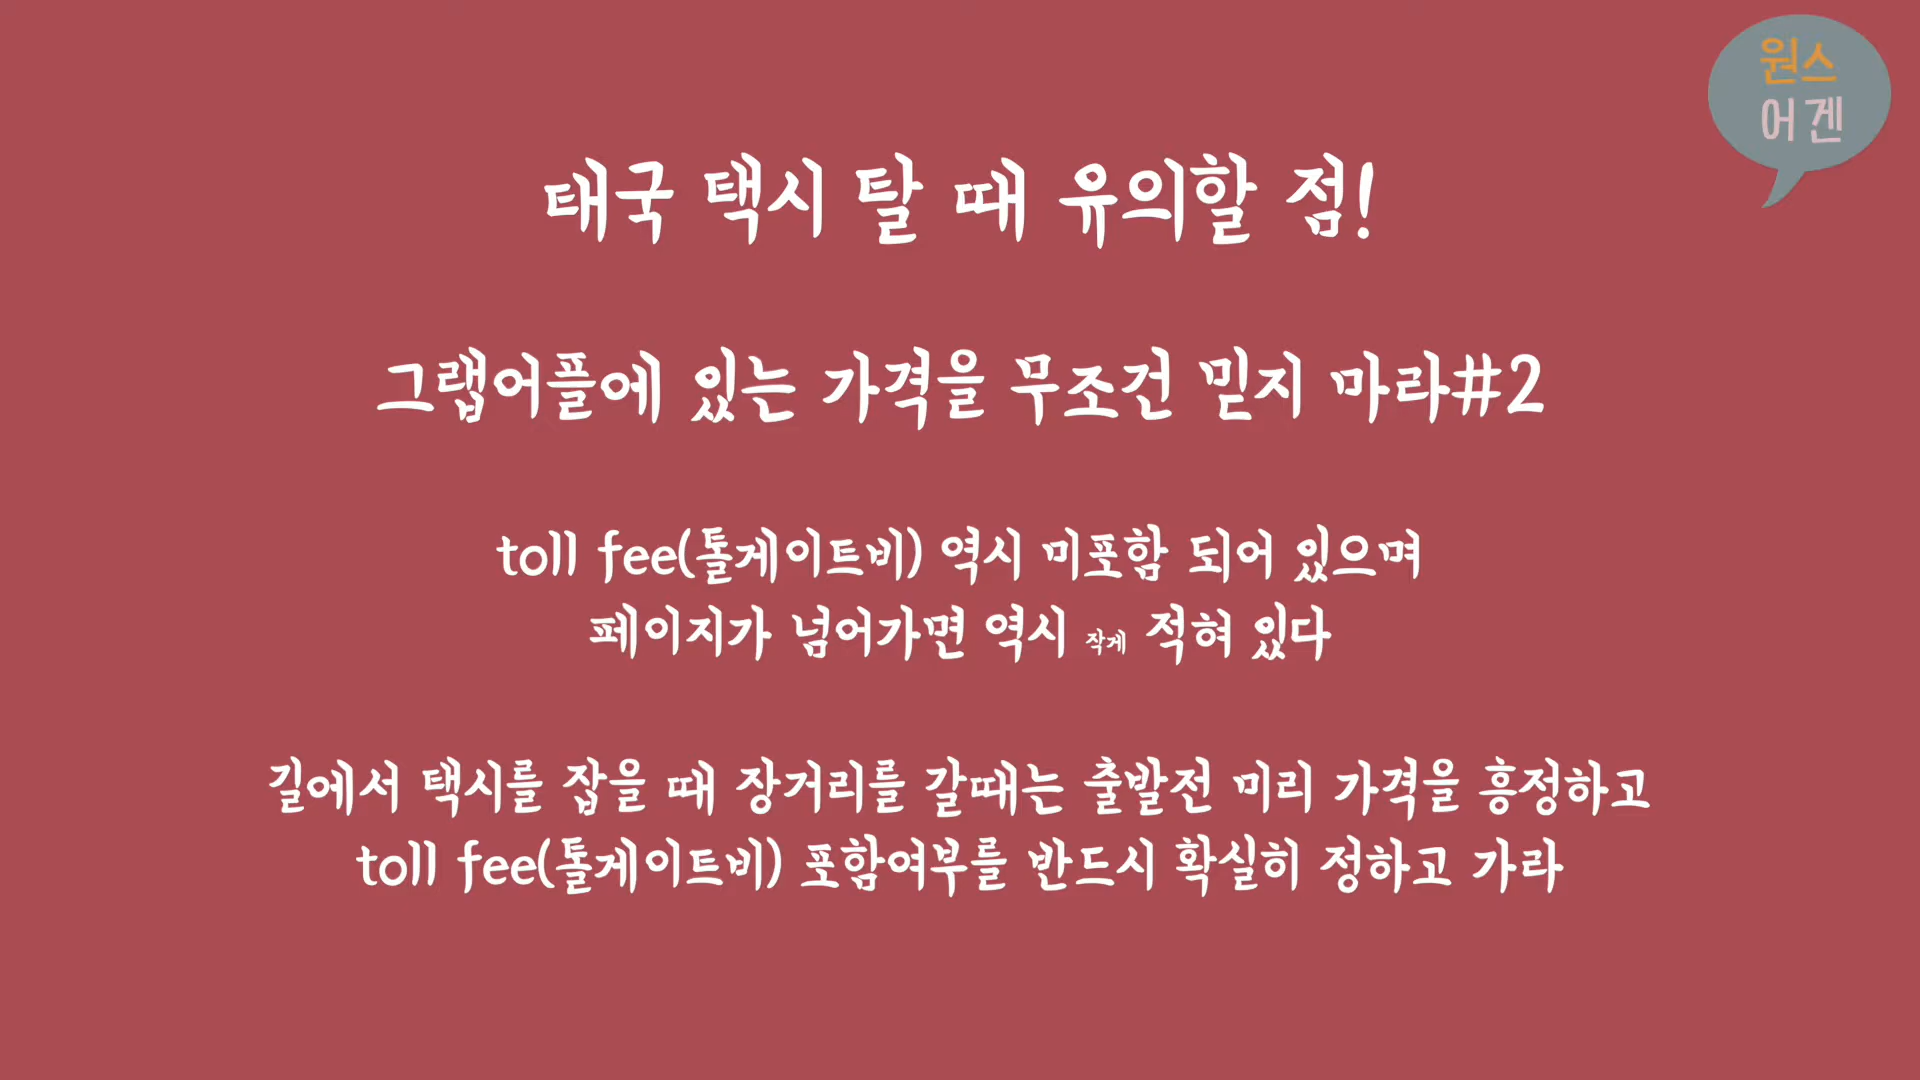 원스
어겐
태국 택시 탈 때 유의할 점!
그랩어플에 있는 가격을 무조건 믿지 마라#2
toll fee(톨게이트비) 역시 미포함 되어 있으며
페이지가 넘어가면 역시 작게 적혀 있다
길에서 택시를 잡을 때 장거리를 갈때는 출발전 미리 가격을 흥정하고
toll fee(톨게이트비) 포함여부를 반드시 확실히 정하고 가라